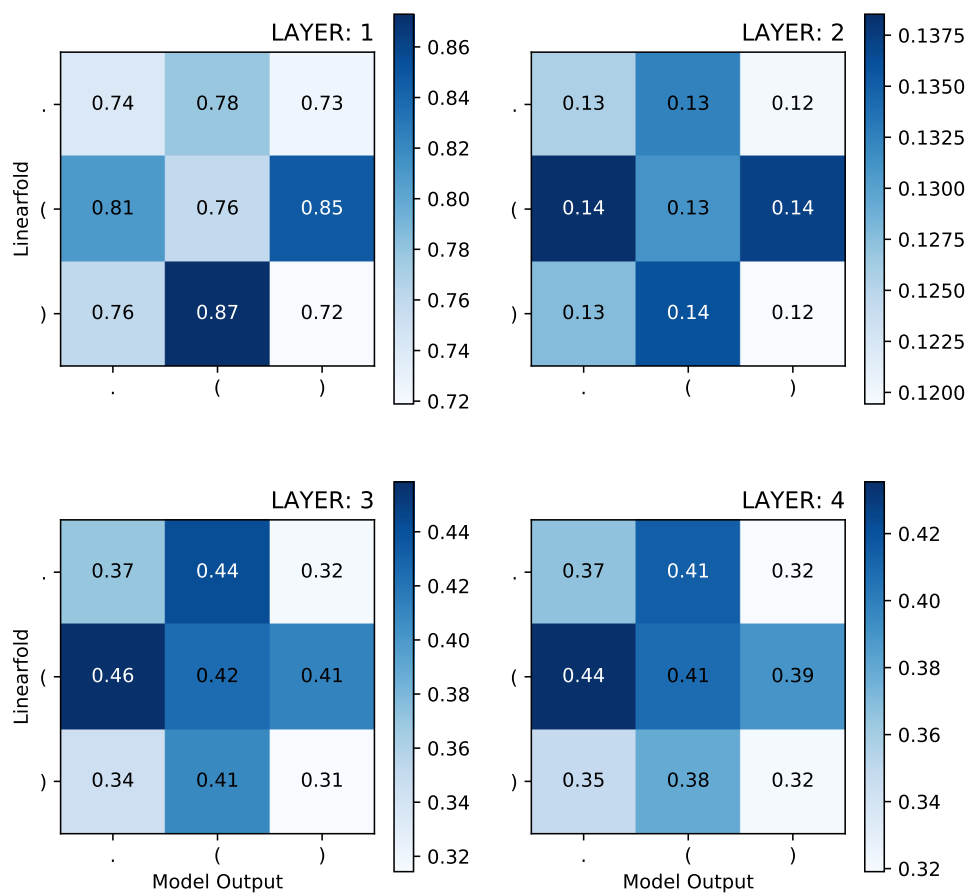 LAYER: 1
0.74 0.78 0.73
0.81 0.76 0.85
0.76 0.87 0.72
.
(
)
. ( )
Linearfold
0.86
0.84
0.82
0.80
0.78
0.76
0.74
0.72
LAYER: 2
0.13 0.13 0.12
0.14 0.13 0.14
0.13 0.14 0.12
.
(
)
. ( )
0.1375
0.1350
0.1325
0.1300
0.1275
0.1250
0.1225
0.1200
LAYER: 3
0.37 0.44 0.32
0.46 0.42 0.41
0.34 0.41 0.31
.
(
)
. ( )
Linearfold
Model Output
0.44
0.42
0.40
0.38
0.36
0.34
0.32
LAYER: 4
0.37 0.41 0.32
0.44 0.41 0.39
0.35 0.38 0.32
.
(
)
. ( )
Model Output
0.42
0.40
0.38
0.36
0.34
0.32